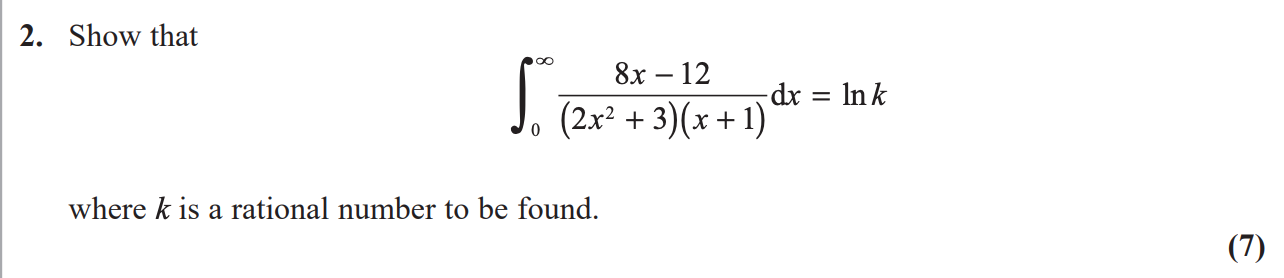 2. Show that
∫₀^∞ (8x – 12)/((2x² + 3)(x + 1)) dx = ln k
where k is a rational number to be found.
(7)